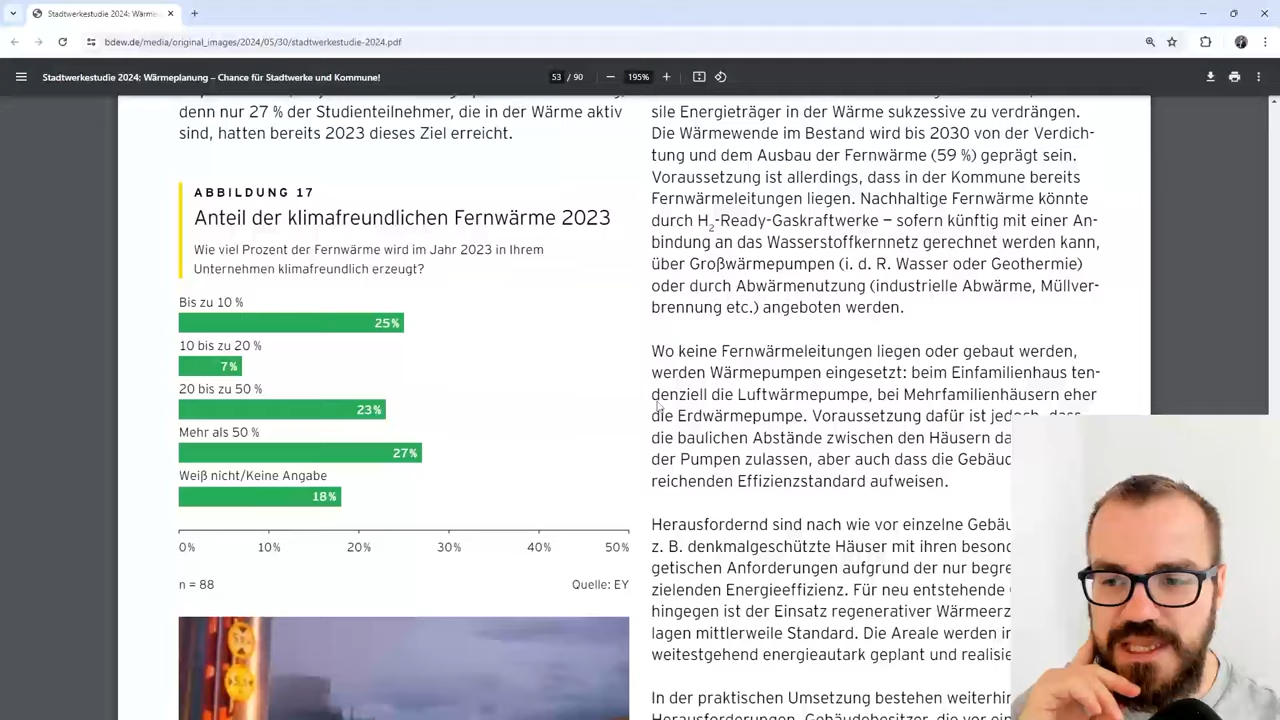 Stadtwerkestudie 2024: Wärme
bdew.de/media/original_images/2024/05/30/stadtwerkestudie-2024.pdf
Stadtwerkestudie 2024: Wärmeplanung – Chance für Stadtwerke und Kommune!
53 / 90
195%
denn nur 27 % der Studienteilnehmer, die in der Wärme aktiv
sind, hatten bereits 2023 dieses Ziel erreicht.
ABBILDUNG 17
Anteil der klimafreundlichen Fernwärme 2023
Wie viel Prozent der Fernwärme wird im Jahr 2023 in Ihrem
Unternehmen klimafreundlich erzeugt?
Bis zu 10 %
25%
10 bis zu 20 %
7%
20 bis zu 50 %
23%
Mehr als 50 %
27%
Weiß nicht/Keine Angabe
18%
0% 10% 20% 30% 40% 50%
n = 88
Quelle: EY
sile Energieträger in der Wärme sukzessive zu verdrängen.
Die Wärmewende im Bestand wird bis 2030 von der Verdich-
tung und dem Ausbau der Fernwärme (59 %) geprägt sein.
Voraussetzung ist allerdings, dass in der Kommune bereits
Fernwärmeleitungen liegen. Nachhaltige Fernwärme könnte
durch H2-Ready-Gaskraftwerke – sofern künftig mit einer An-
bindung an das Wasserstoffkernnetz gerechnet werden kann,
über Großwärmepumpen (i. d. R. Wasser oder Geothermie)
oder durch Abwärmenutzung (industrielle Abwärme, Müllver-
brennung etc.) angeboten werden.
Wo keine Fernwärmeleitungen liegen oder gebaut werden,
werden Wärmepumpen eingesetzt: beim Einfamilienhaus ten-
denziell die Luftwärmepumpe, bei Mehrfamilienhäusern eher
die Erdwärmepumpe. Voraussetzung dafür ist jedoch, dass
die baulichen Abstände zwischen den Häusern da
der Pumpen zulassen, aber auch dass die Gebäud
reichenden Effizienzstandard aufweisen.
Herausfordernd sind nach wie vor einzelne Gebäu
z. B. denkmalgeschützte Häuser mit ihren besond
getischen Anforderungen aufgrund der nur begre
zielenden Energieeffizienz. Für neu entstehende
hingegen ist der Einsatz regenerativer Wärmeerz
lagen mittlerweile Standard. Die Areale werden in
weitestgehend energieautark geplant und realisie
In der praktischen Umsetzung bestehen weiterhin